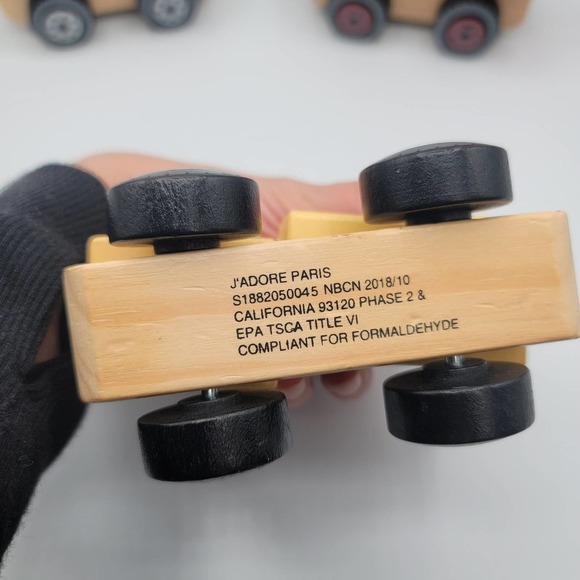 J'ADORE PARIS
S1882050045 NBCN 2018/10
CALIFORNIA 93120 PHASE 2 &
EPA TSCA TITLE VI
COMPLIANT FOR FORMALDEHYDE